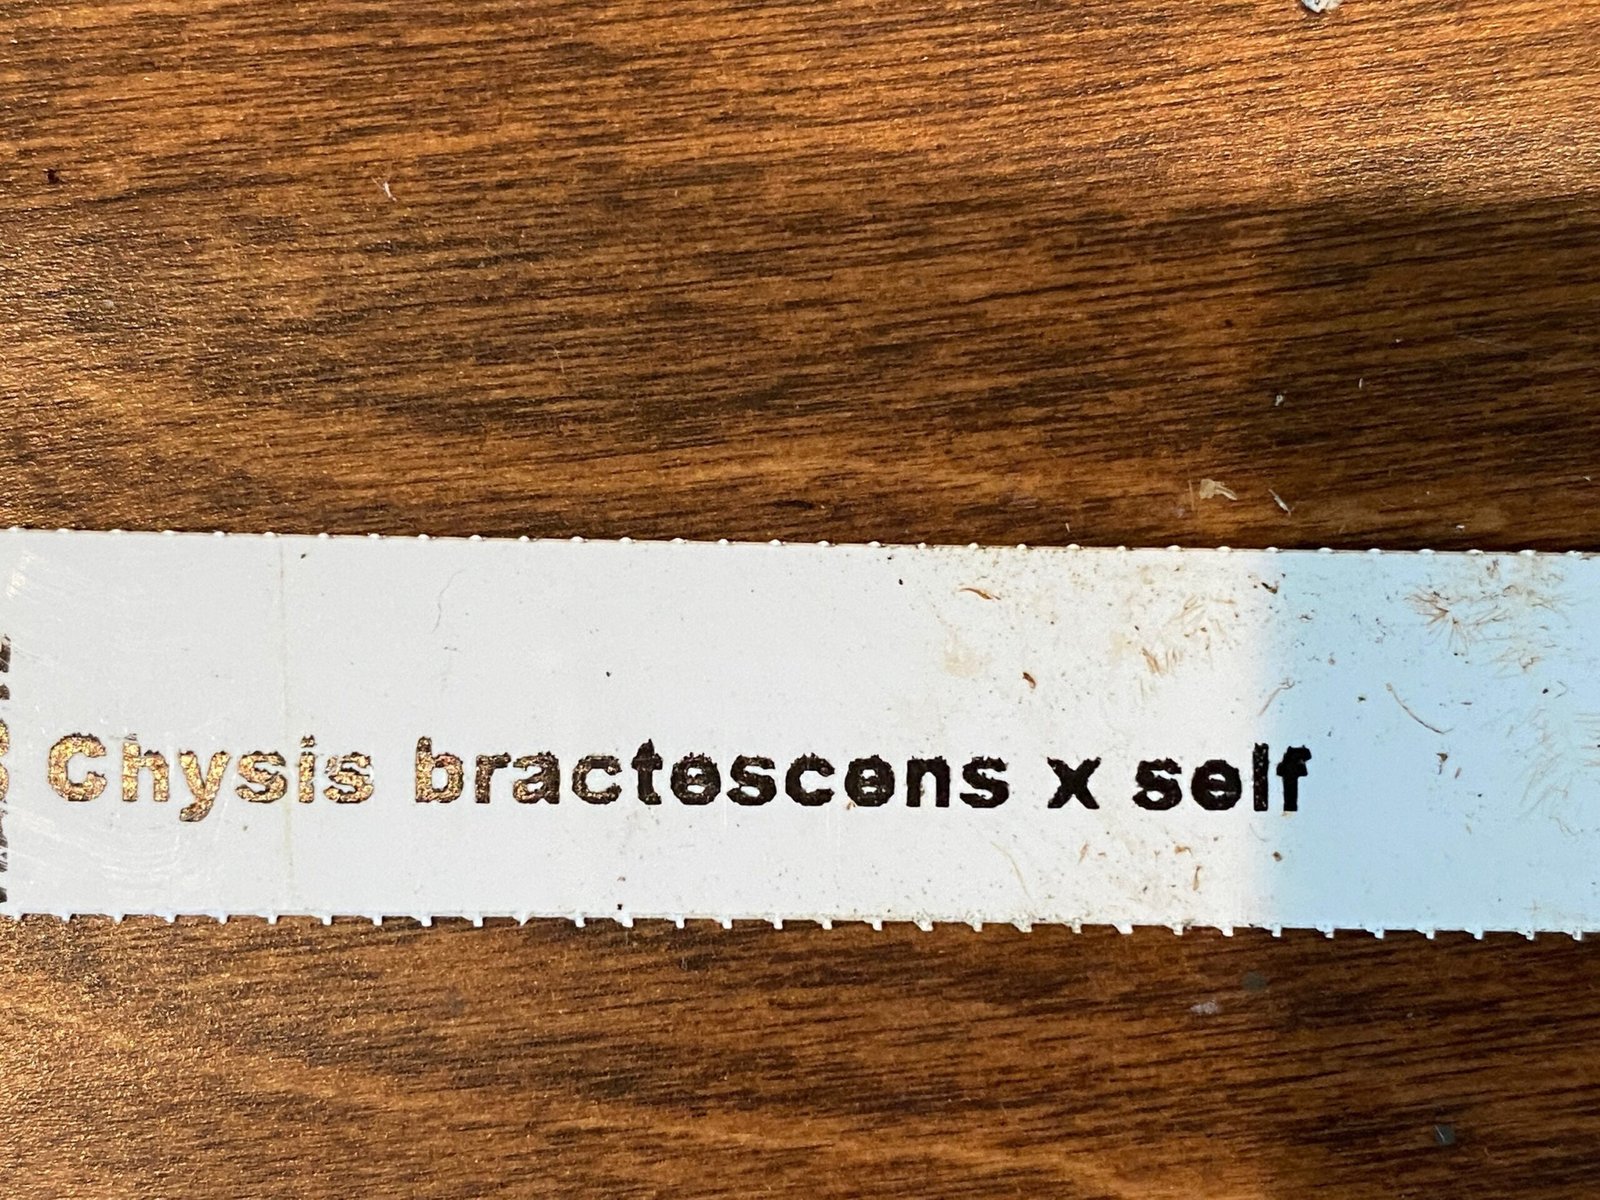 Chysis bractescens x self